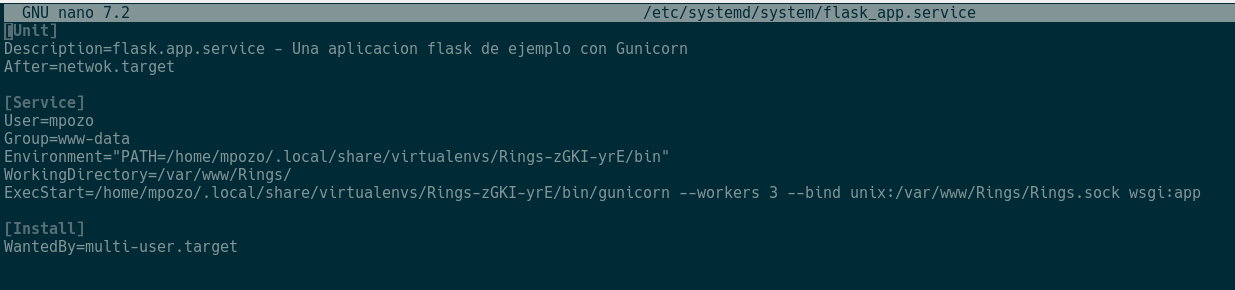 GNU nano 7.2 /etc/systemd/system/flask_app.service
[Unit]
Description=flask.app.service - Una aplicacion flask de ejemplo con Gunicorn
After=netwok.target
[Service]
User=mpozo
Group=www-data
Environment="PATH=/home/mpozo/.local/share/virtualenvs/Rings-zGKI-yrE/bin"
WorkingDirectory=/var/www/Rings/
ExecStart=/home/mpozo/.local/share/virtualenvs/Rings-zGKI-yrE/bin/gunicorn --workers 3 --bind unix:/var/www/Rings/Rings.sock wsgi:app
[Install]
WantedBy=multi-user.target